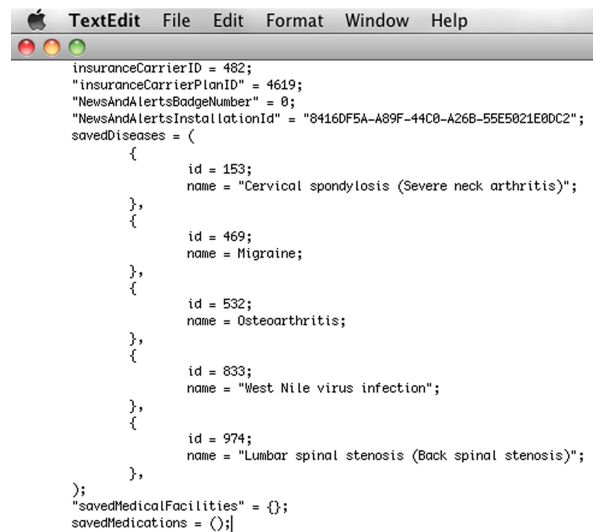 TextEdit File Edit Format Window Help
insuranceCarrierID = 482;
"insuranceCarrierPlanID" = 4619;
"NewsAndAlertsBadgeNumber" = 0;
"NewsAndAlertsInstallationId" = "8416DF5A-A89F-44C0-A26B-55E5021E0DC2";
savedDiseases = (
{
id = 153;
name = "Cervical spondylosis (Severe neck arthritis)";
},
{
id = 469;
name = Migraine;
},
{
id = 532;
name = Osteoarthritis;
},
{
id = 833;
name = "West Nile virus infection";
},
{
id = 974;
name = "Lumbar spinal stenosis (Back spinal stenosis)";
},
);
"savedMedicalFacilities" = {};
savedMedications = ();